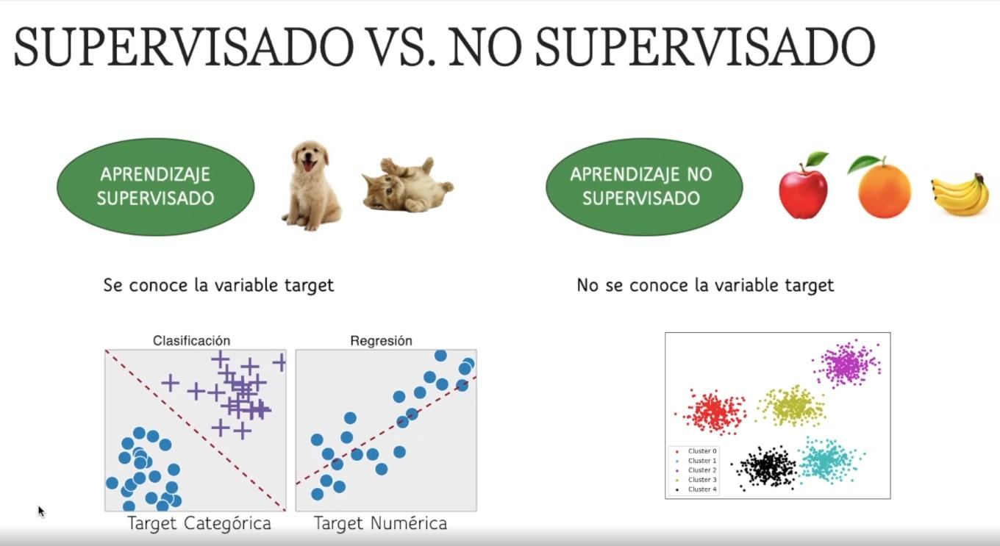 SUPERVISADO VS. NO SUPERVISADO
APRENDIZAJE
SUPERVISADO
APRENDIZAJE NO
SUPERVISADO
Se conoce la variable target
No se conoce la variable target
Clasificación
Regresión
Cluster 0
Cluster 1
Cluster 2
Cluster 3
Cluster 4
Target Categórica
Target Numérica